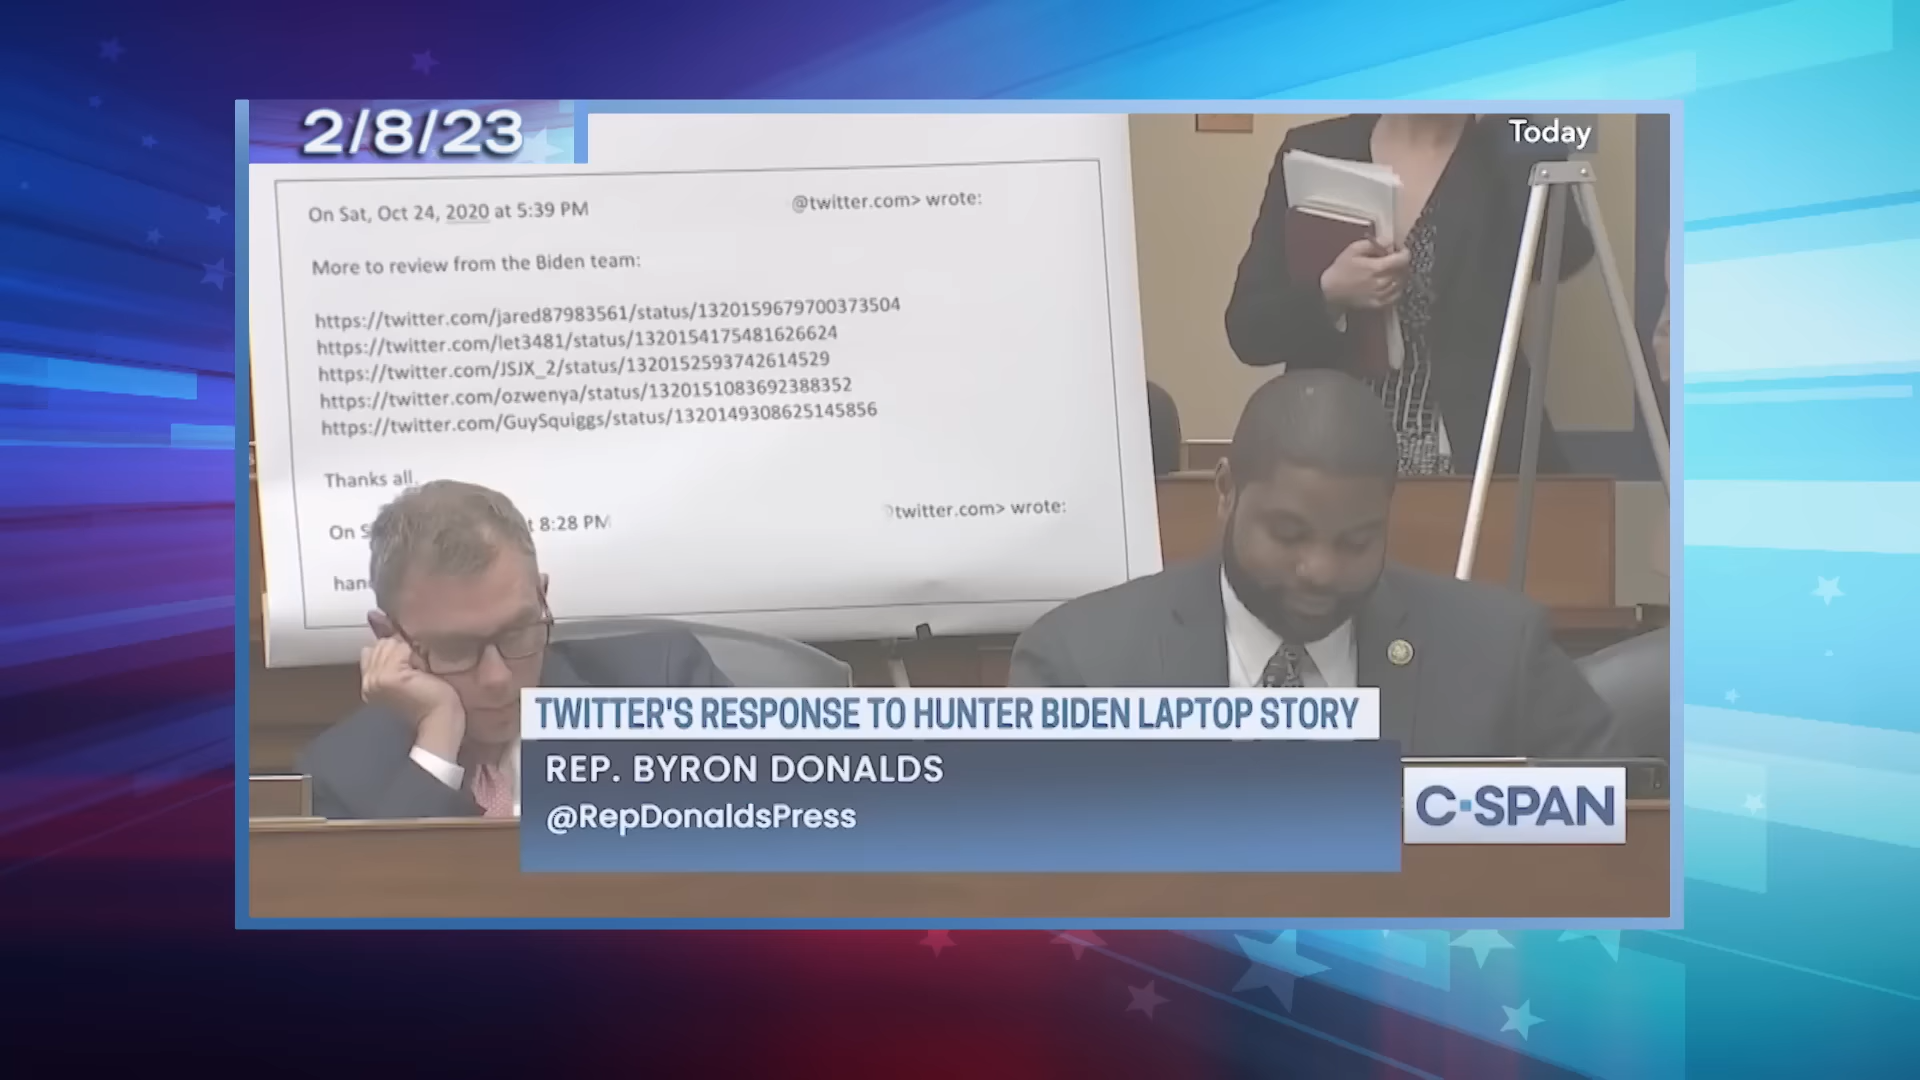 2/8/23
Today
On Sat, Oct 24, 2020 at 5:39 PM @twitter.com> wrote:
More to review from the Biden team:
https://twitter.com/jared87983561/status/1320159679700373504
https://twitter.com/let3481/status/1320154175481626624
https://twitter.com/JSJX_2/status/1320152593742614529
https://twitter.com/ozwenya/status/1320151083692388352
https://twitter.com/GuySquiggs/status/1320149308625145856
Thanks all.
On 8:28 PM twitter.com> wrote:
TWITTER'S RESPONSE TO HUNTER BIDEN LAPTOP STORY
REP. BYRON DONALDS
@RepDonaldsPress
C-SPAN